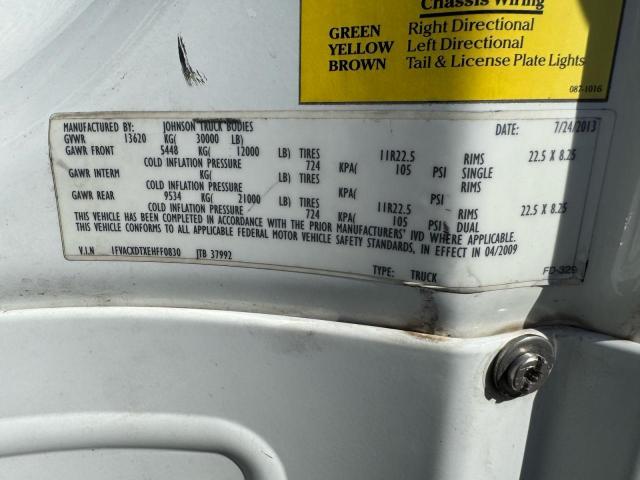 Chassis Wiring
GREEN Right Directional
YELLOW Left Directional
BROWN Tail & License Plate Lights
087-1016
MANUFACTURED BY: JOHNSON TRUCK BODIES DATE: 7/24/2013
GVWR 13620 KG( 30000 LB)
GAWR FRONT 5448 KG( 12000 LB) TIRES 11R22.5 RIMS 22.5 X 8.25
COLD INFLATION PRESSURE 724 KPA( 105 PSI SINGLE
GAWR INTERM KG( LB) TIRES RIMS
COLD INFLATION PRESSURE KPA( PSI
GAWR REAR 9534 KG( 21000 LB) TIRES 11R22.5 RIMS 22.5 X 8.25
COLD INFLATION PRESSURE 724 KPA( 105 PSI DUAL
THIS VEHICLE HAS BEEN COMPLETED IN ACCORDANCE WITH THE PRIOR MANUFACTURERS' IVD WHERE APPLICABLE.
THIS VEHICLE CONFORMS TO ALL APPLICABLE FEDERAL MOTOR VEHICLE SAFETY STANDARDS, IN EFFECT IN 04/2009
V.I.N 1FVACXDTXEHFF0830 JTB 37992
TYPE: TRUCK FD-329